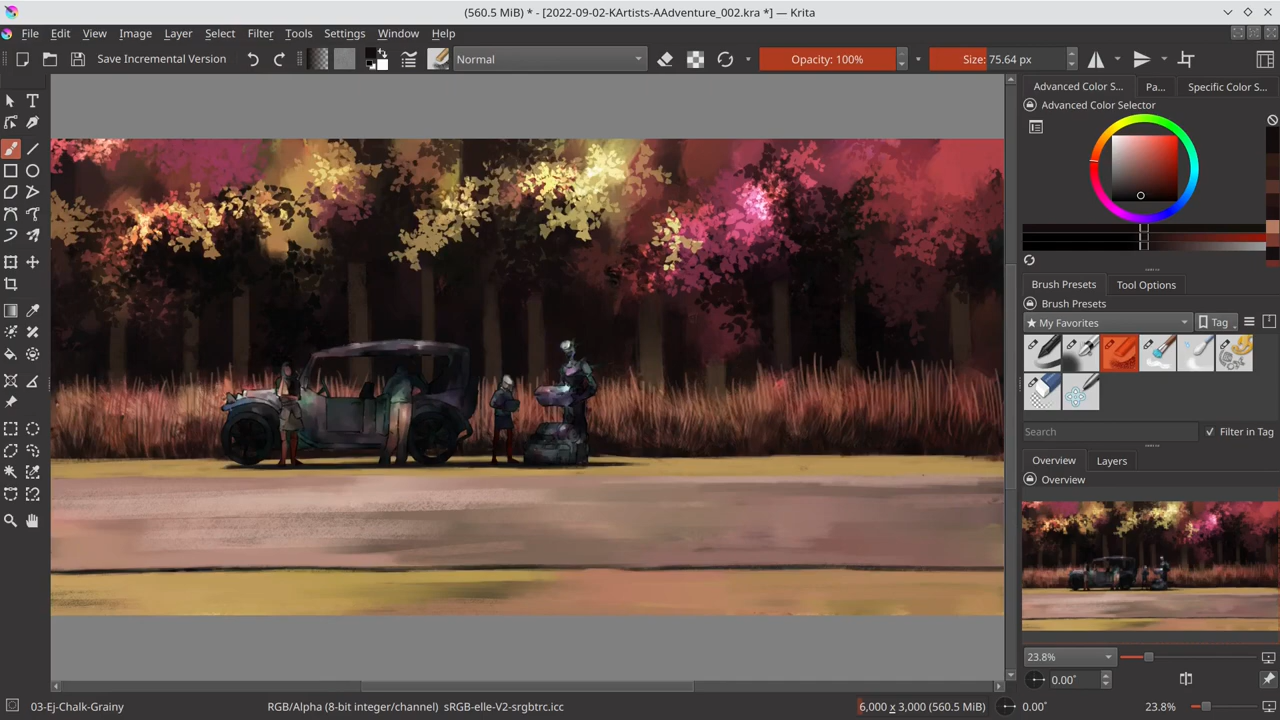 (560.5 MiB) * - [2022-09-02-KArtists-AAdventure_002.kra *] — Krita
File Edit View Image Layer Select Filter Tools Settings Window Help
Save Incremental Version Normal Opacity: 100% Size: 75.64 px
Advanced Color S... Pa... Specific Color S...
Advanced Color Selector
Brush Presets Tool Options
Brush Presets
★ My Favorites Tag
Search Filter in Tag
Overview Layers
Overview
23.8%
0.00°
03-Ej-Chalk-Grainy RGB/Alpha (8-bit integer/channel) sRGB-elle-V2-srgbtrc.icc 6,000 x 3,000 (560.5 MiB) 0.00° 23.8%